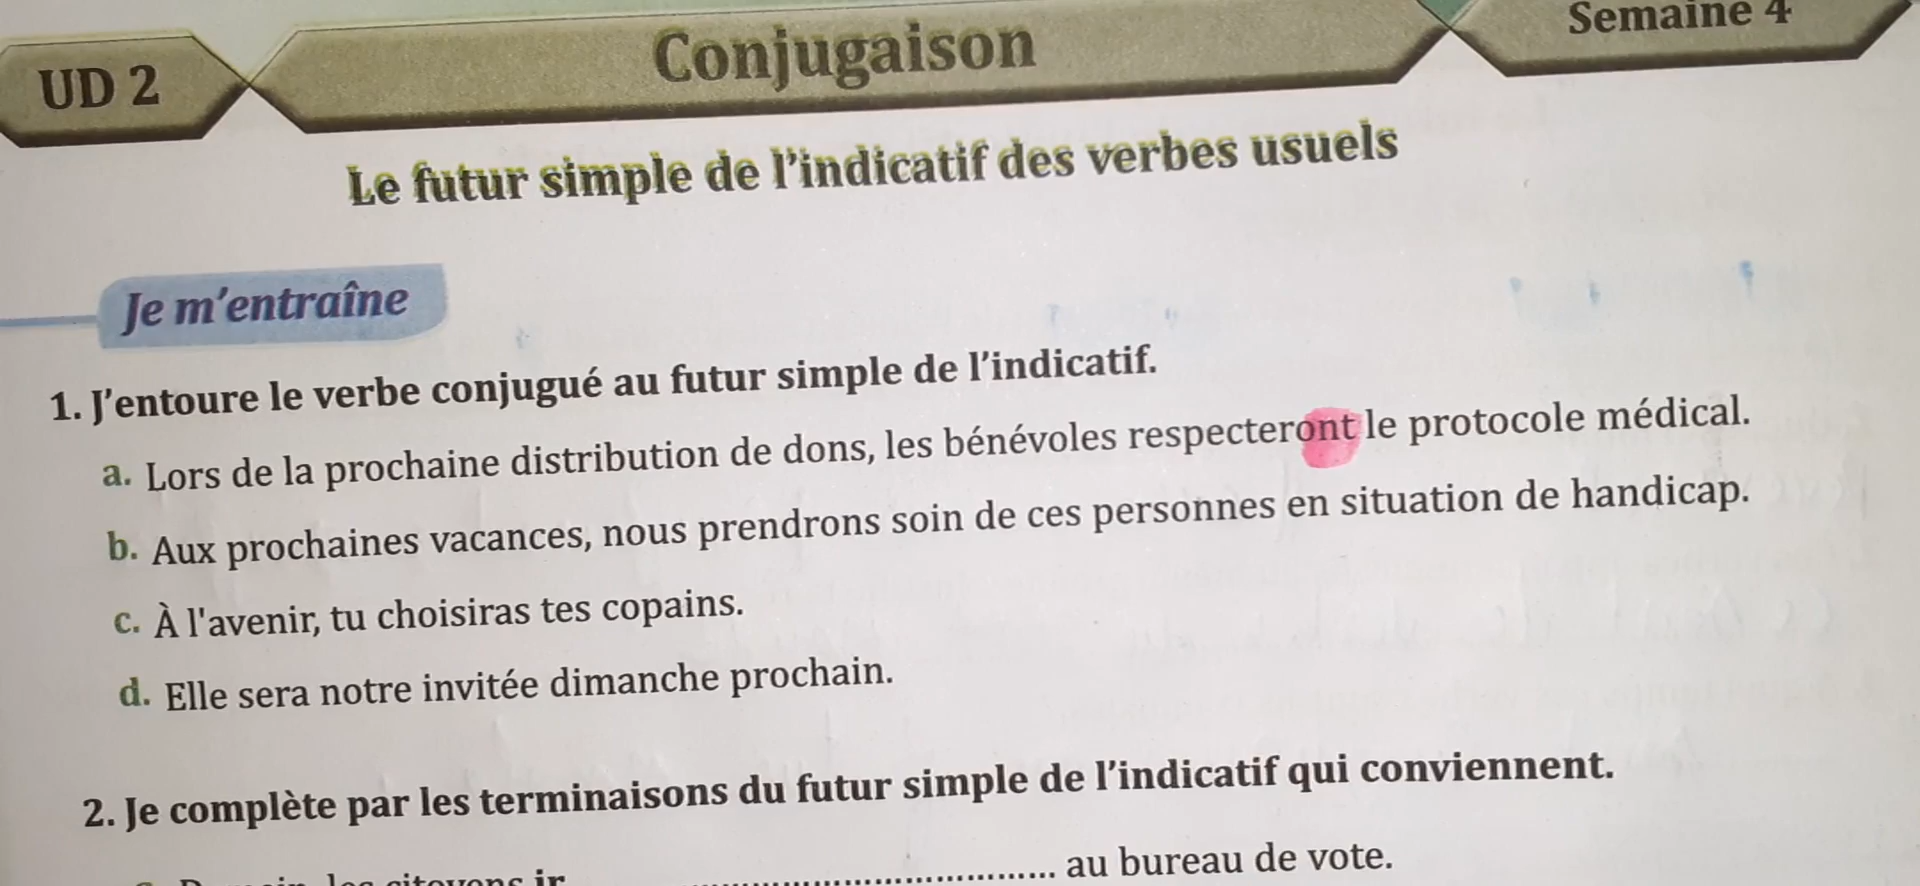 UD 2
Conjugaison
Semaine 4
Le futur simple de l'indicatif des verbes usuels
Je m'entraîne
1. J'entoure le verbe conjugué au futur simple de l'indicatif.
a. Lors de la prochaine distribution de dons, les bénévoles respecteront le protocole médical.
b. Aux prochaines vacances, nous prendrons soin de ces personnes en situation de handicap.
c. À l'avenir, tu choisiras tes copains.
d. Elle sera notre invitée dimanche prochain.
2. Je complète par les terminaisons du futur simple de l'indicatif qui conviennent.
les citoyens ir .................................... au bureau de vote.